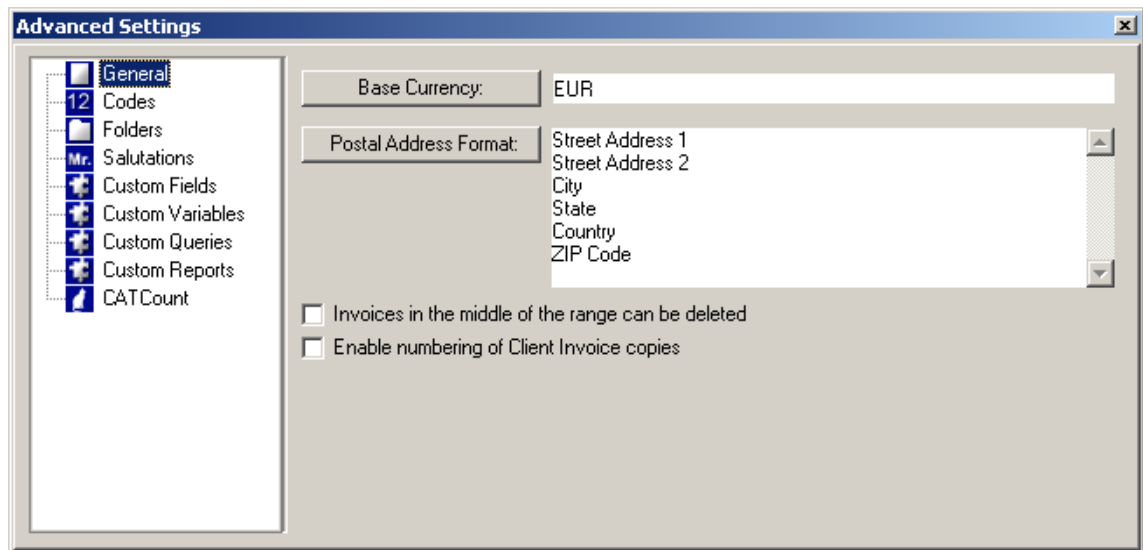 Advanced Settings
General
12 Codes
Folders
Mr. Salutations
Custom Fields
Custom Variables
Custom Queries
Custom Reports
CATCount
Base Currency:
EUR
Postal Address Format:
Street Address 1
Street Address 2
City
State
Country
ZIP Code
Invoices in the middle of the range can be deleted
Enable numbering of Client Invoice copies